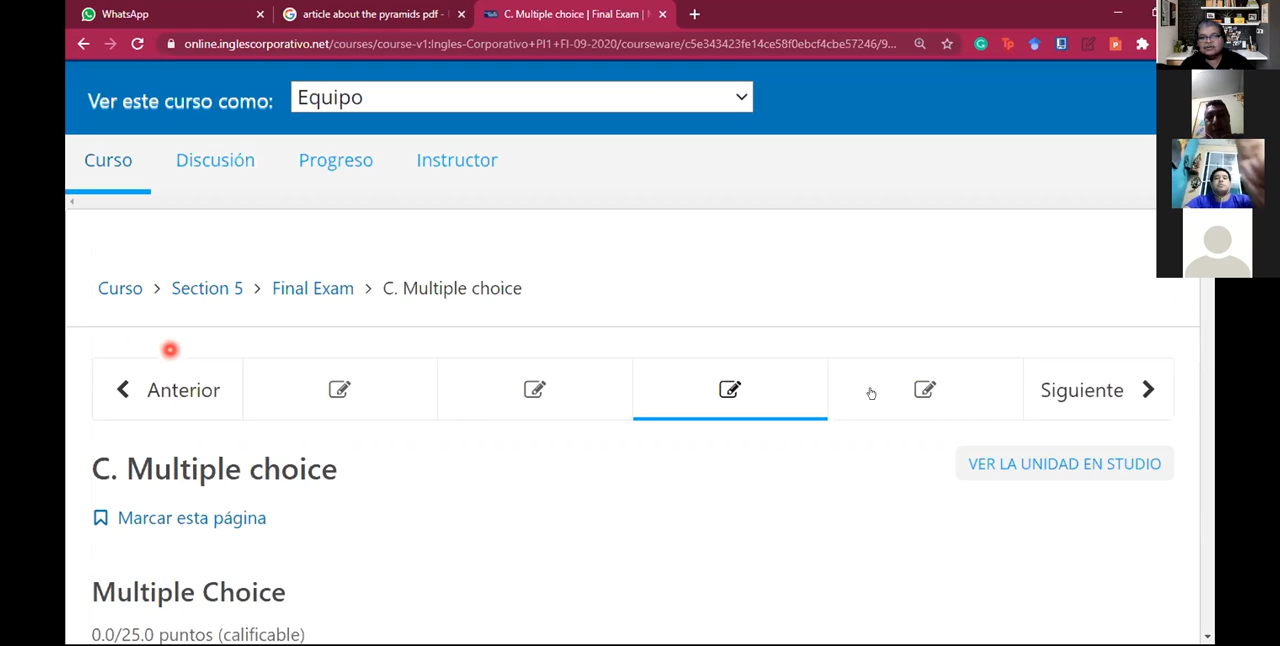 WhatsApp
article about the pyramids pdf -
C. Multiple choice | Final Exam |
online.inglescorporativo.net/courses/course-v1:Ingles-Corporativo+PI1+FI-09-2020/courseware/c5e343423fe14ce58f0ebcf4cbe57246/9...
Ver este curso como:
Equipo
Curso
Discusión
Progreso
Instructor
Curso > Section 5 > Final Exam > C. Multiple choice
Anterior
Siguiente
C. Multiple choice
VER LA UNIDAD EN STUDIO
Marcar esta página
Multiple Choice
0.0/25.0 puntos (calificable)